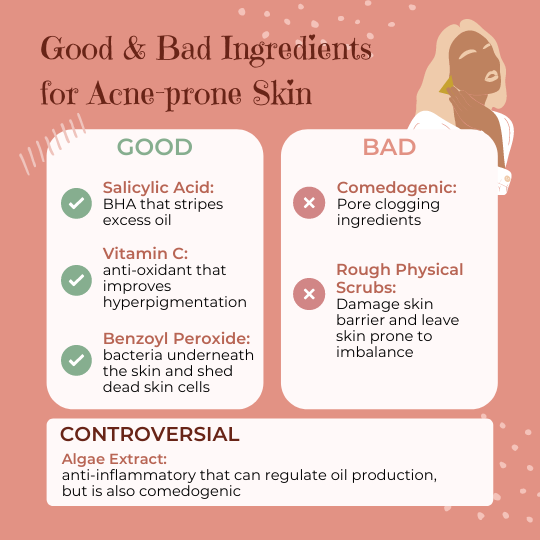 Good & Bad Ingredients
for Acne-prone Skin
GOOD
Salicylic Acid:
BHA that stripes
excess oil
Vitamin C:
anti-oxidant that
improves
hyperpigmentation
Benzoyl Peroxide:
bacteria underneath
the skin and shed
dead skin cells
BAD
Comedogenic:
Pore clogging
ingredients
Rough Physical
Scrubs:
Damage skin
barrier and leave
skin prone to
imbalance
CONTROVERSIAL
Algae Extract:
anti-inflammatory that can regulate oil production,
but is also comedogenic